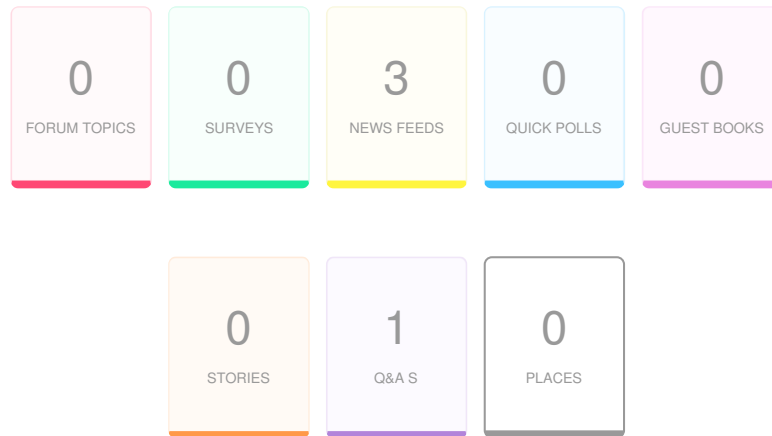 0
FORUM TOPICS
0
SURVEYS
3
NEWS FEEDS
0
QUICK POLLS
0
GUEST BOOKS
0
STORIES
1
Q&A S
0
PLACES